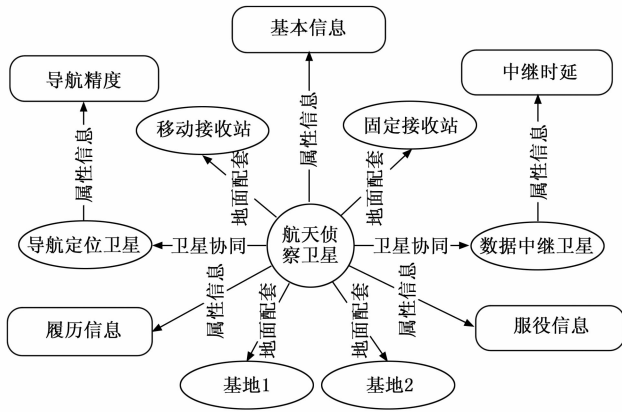 基本信息
导航精度
中继时延
移动接收站
固定接收站
属性信息
属性信息
属性信息
地面配套
地面配套
导航定位卫星
卫星协同
航天侦
察卫星
卫星协同
数据中继卫星
履历信息
属性信息
地面配套
地面配套
属性信息
服役信息
基地1
基地2